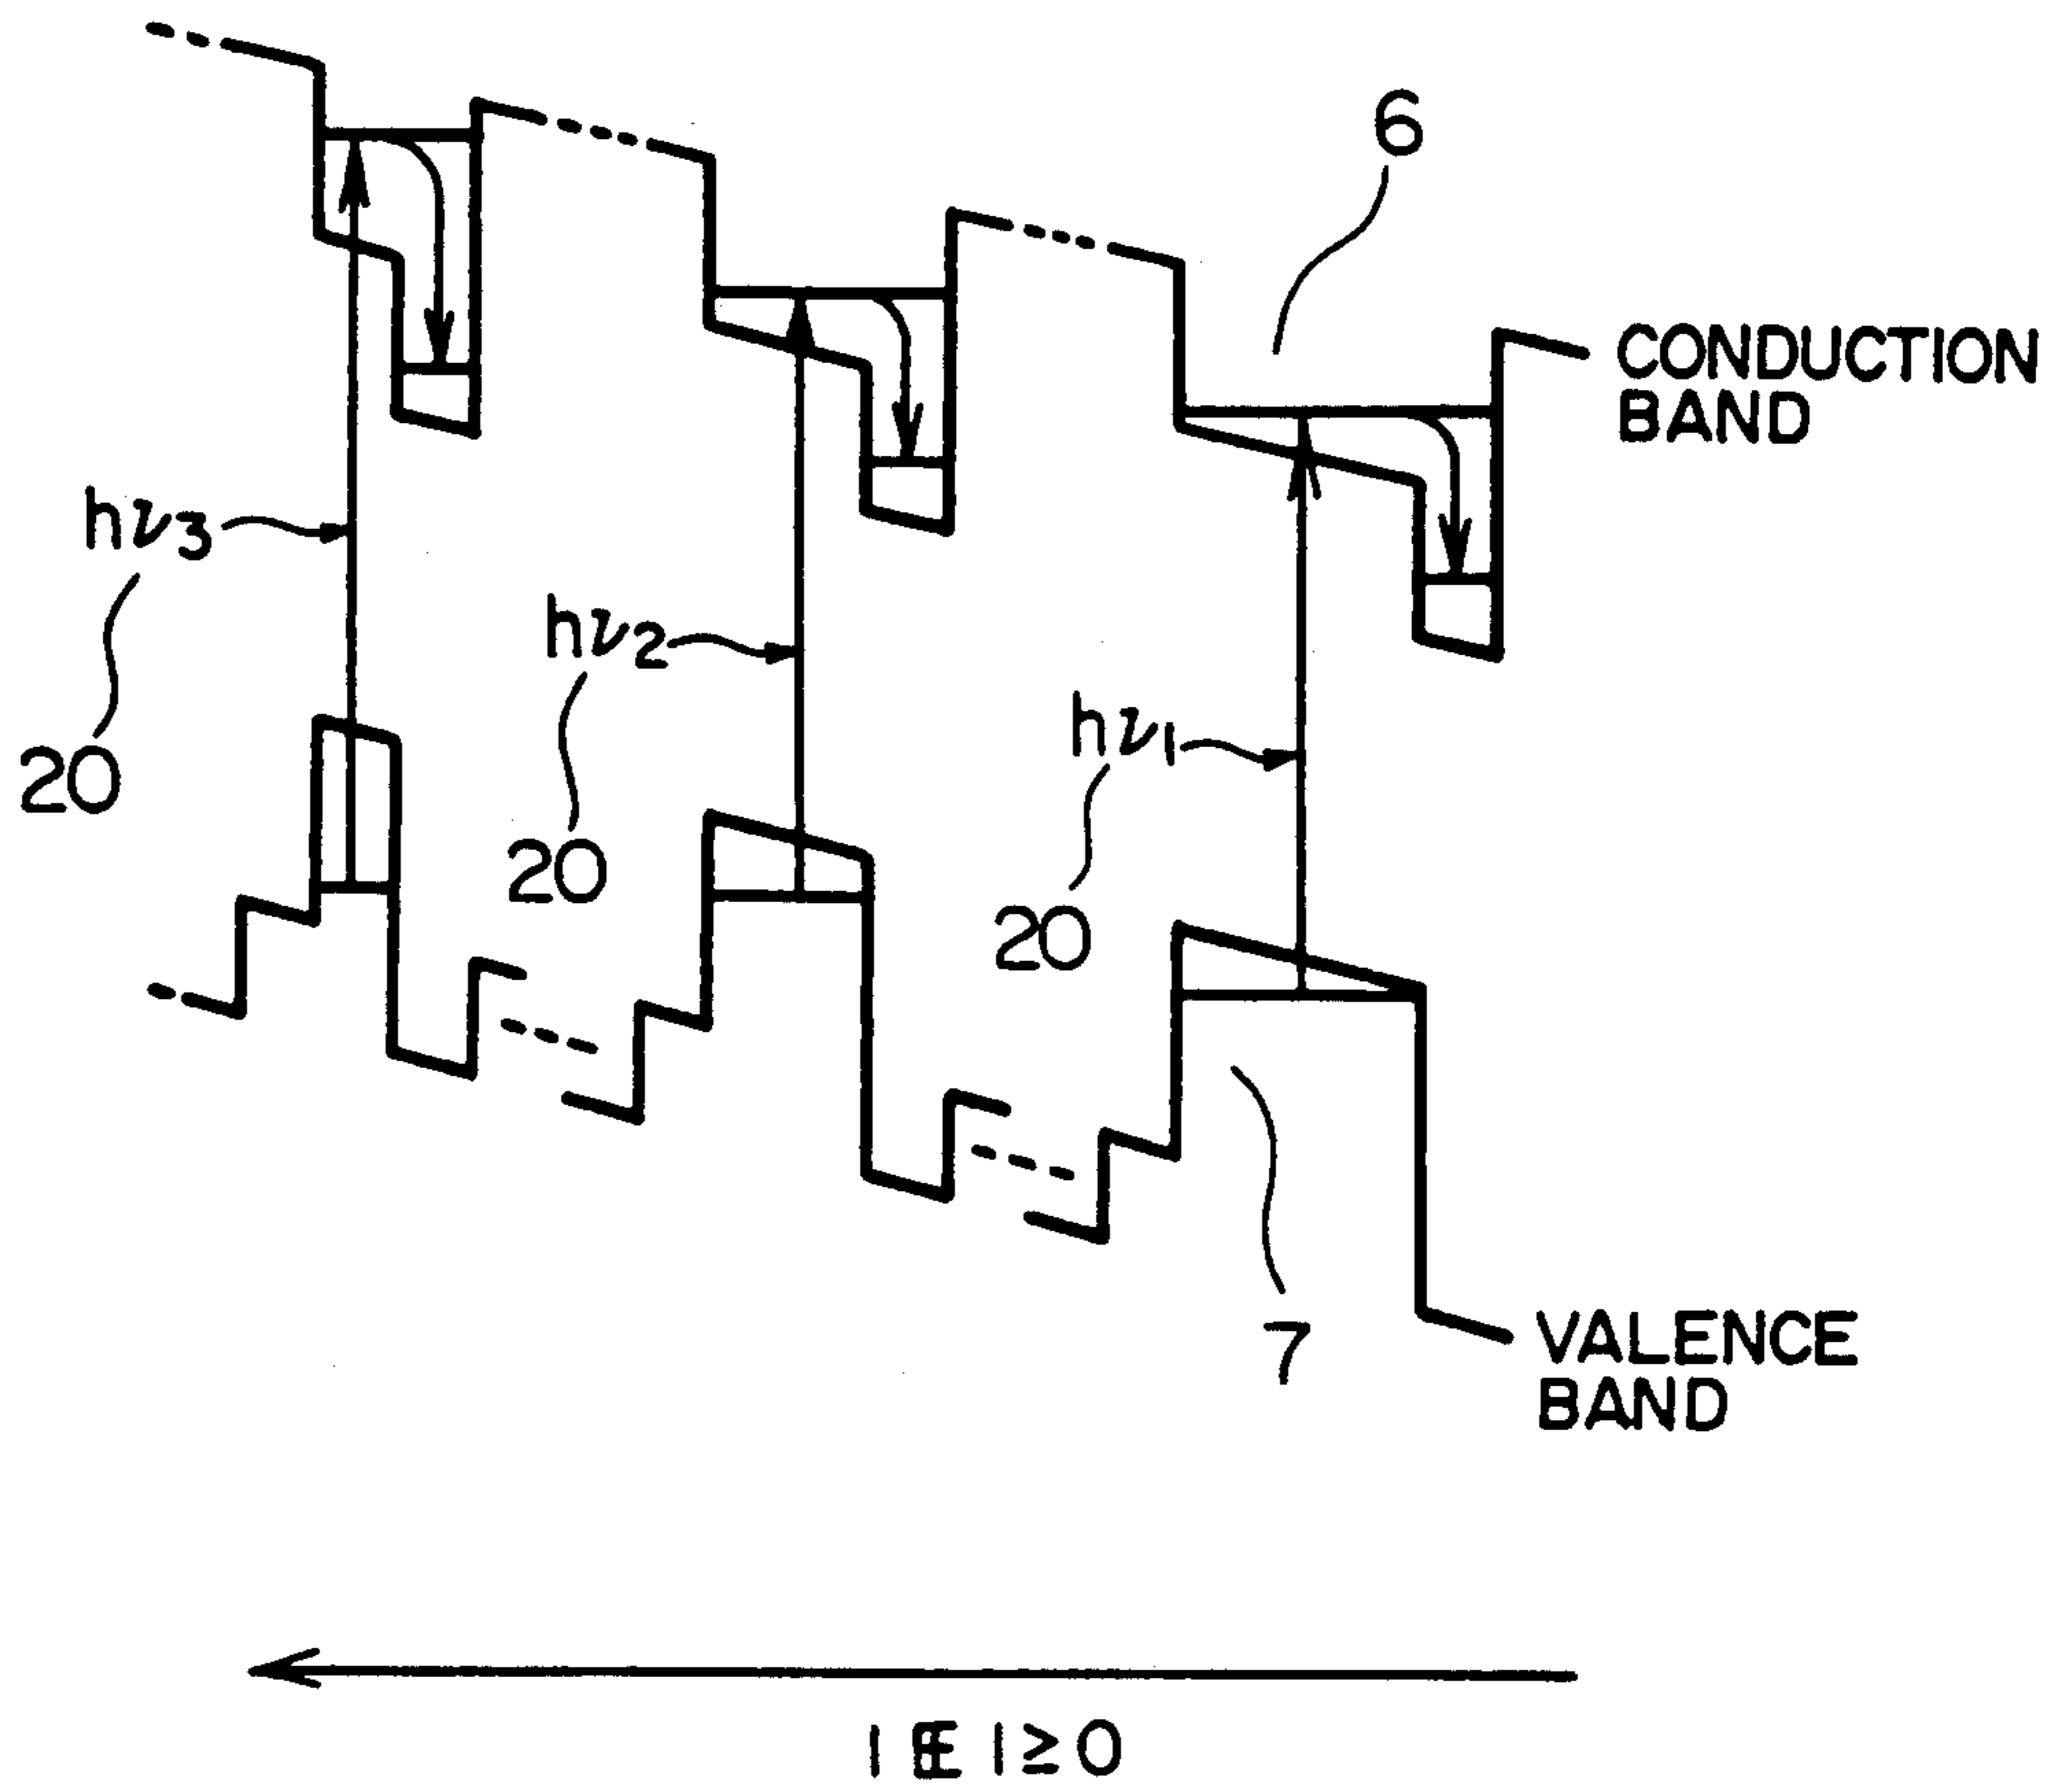 6
CONDUCTION
BAND
hν3
20
hν2
20
hν1
20
7
VALENCE
BAND
|E|≥0